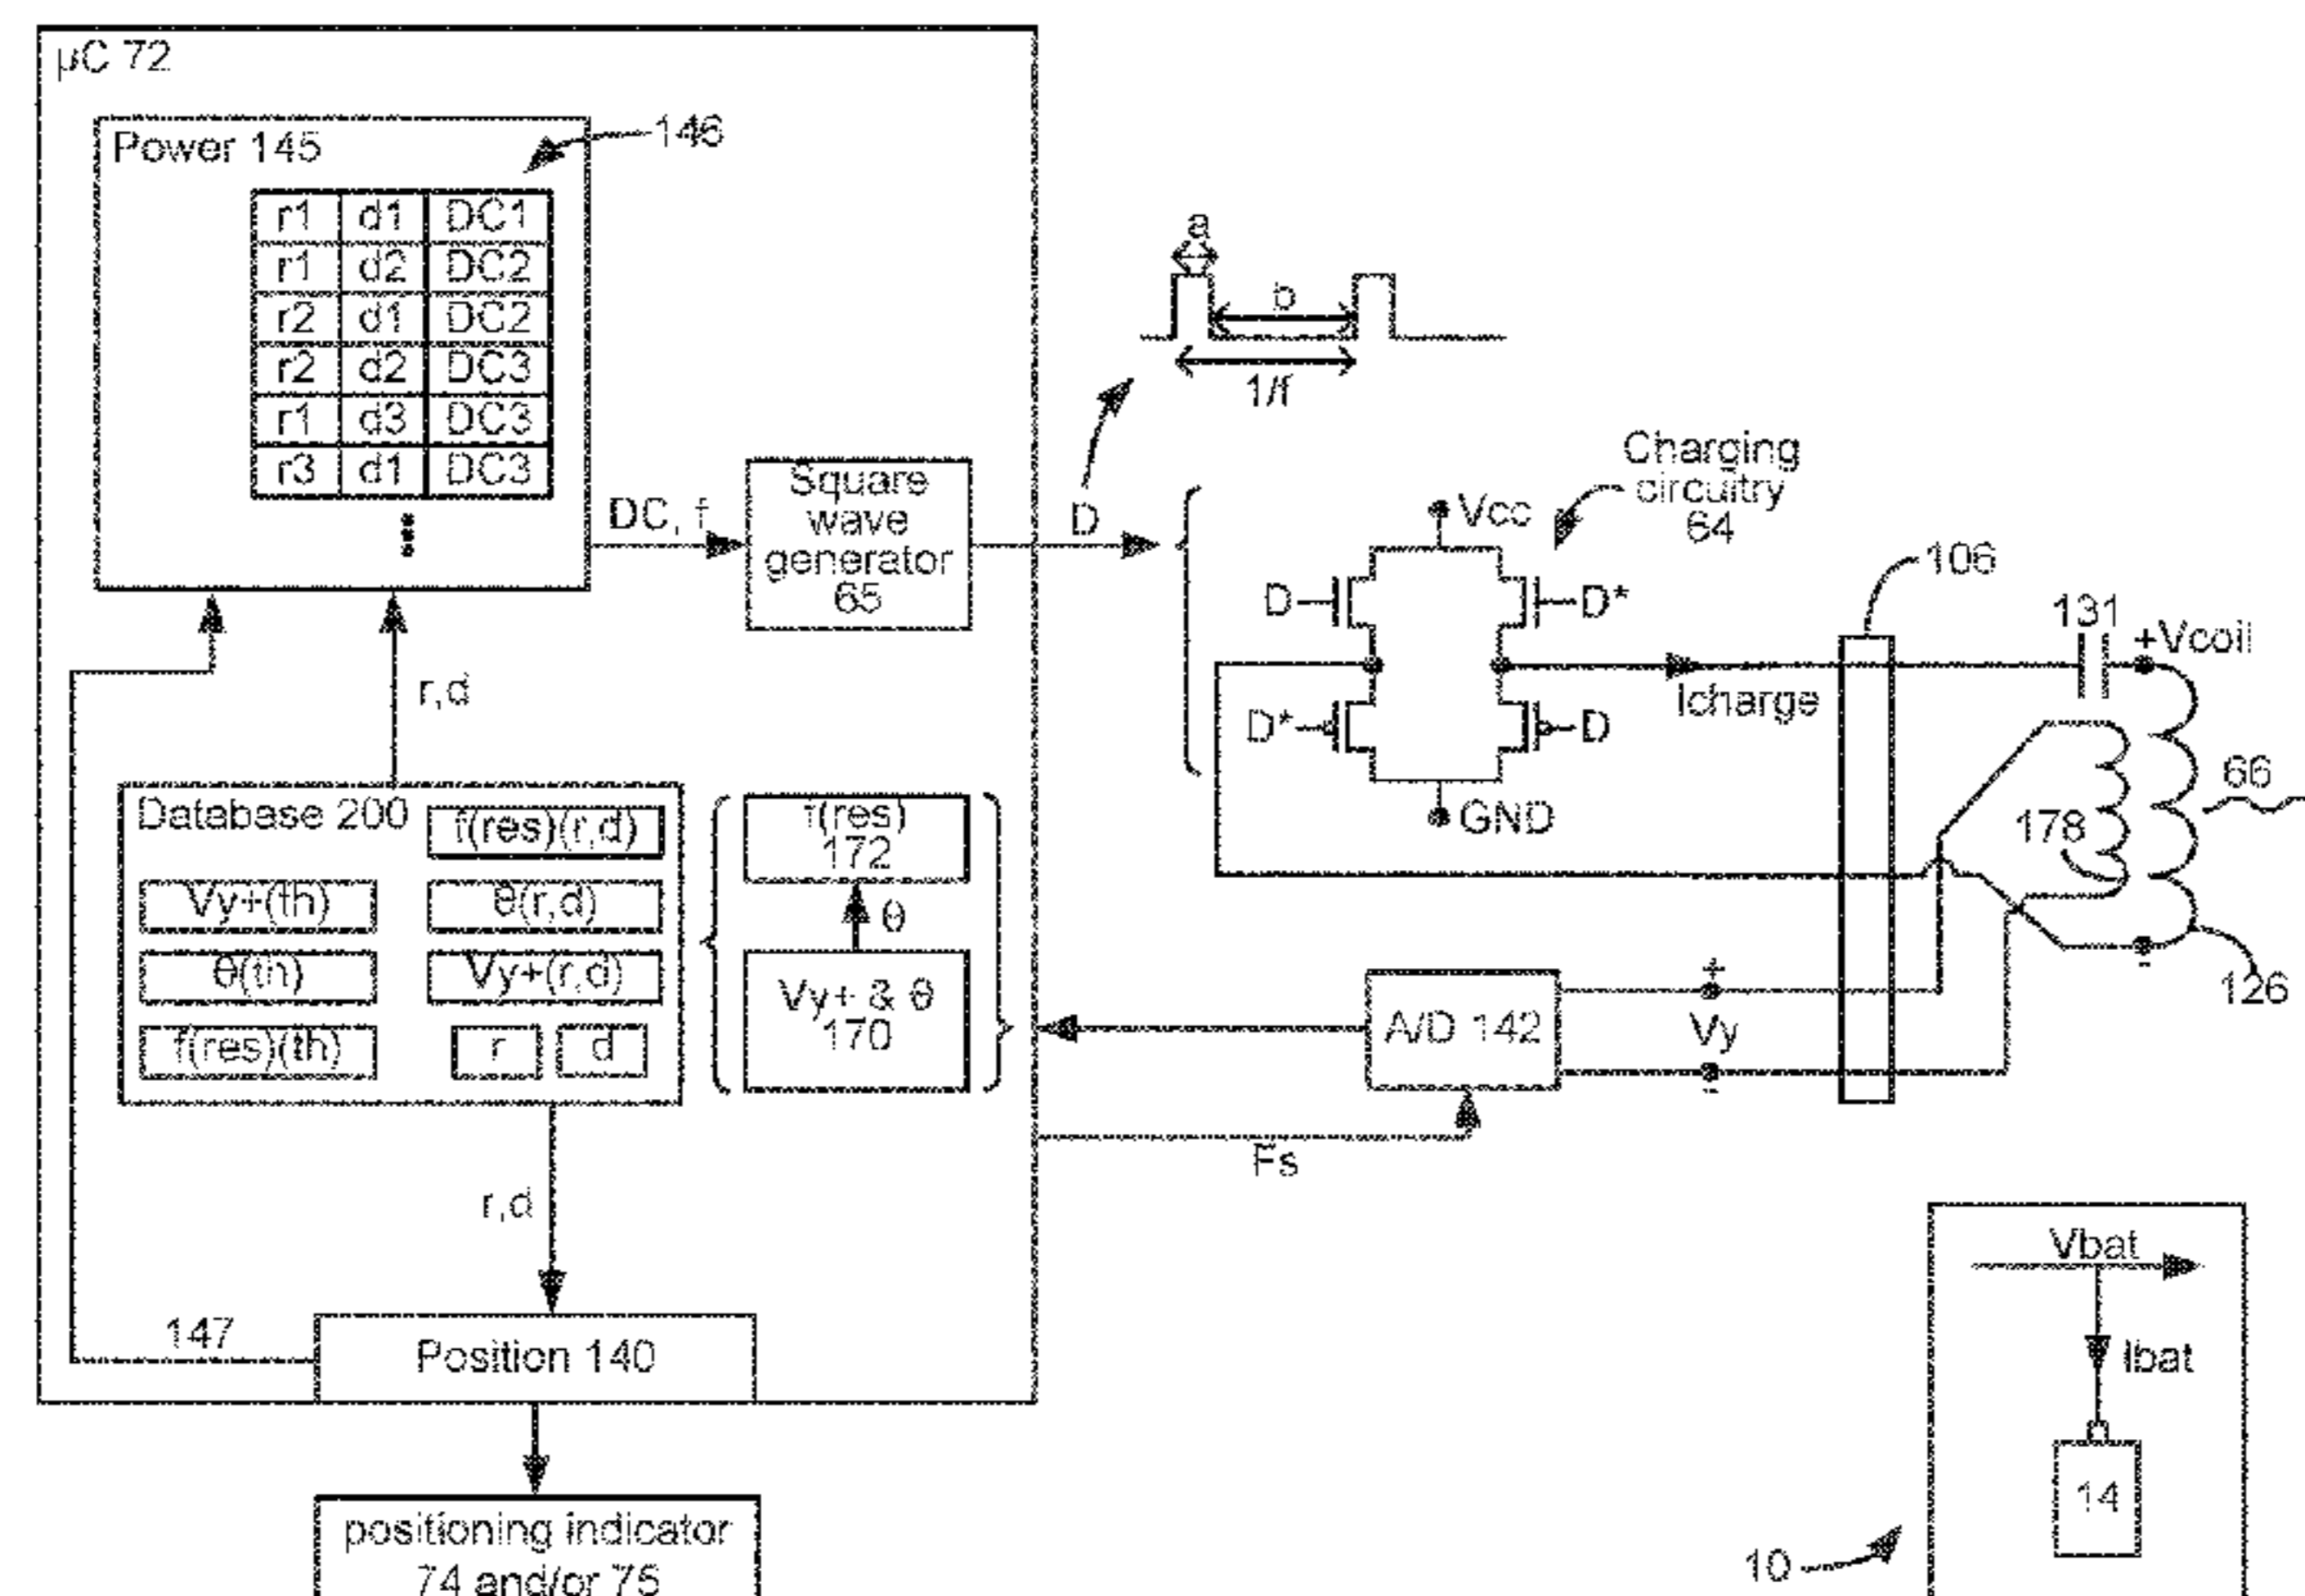 µC 72
Power 145
146
r1 d1 DC1
r1 d2 DC2
r2 d1 DC2
r2 d2 DC3
r1 d3 DC3
r3 d1 DC3
DC, f
Square
wave
generator
65
D
a
b
1/f
Charging
circuitry
64
Vcc
D
D*
D*
D
GND
Icharge
106
131
+Vcoil
66
178
126
-
r,d
Database 200
f(res)(r,d)
Vy+(th)
θ(r,d)
θ(th)
Vy+(r,d)
f(res)(th)
r
d
f(res)
172
θ
Vy+ & θ
170
A/D 142
+
Vy
-
Fs
r,d
147
Position 140
positioning indicator
74 and/or 75
Vbat
Ibat
14
10